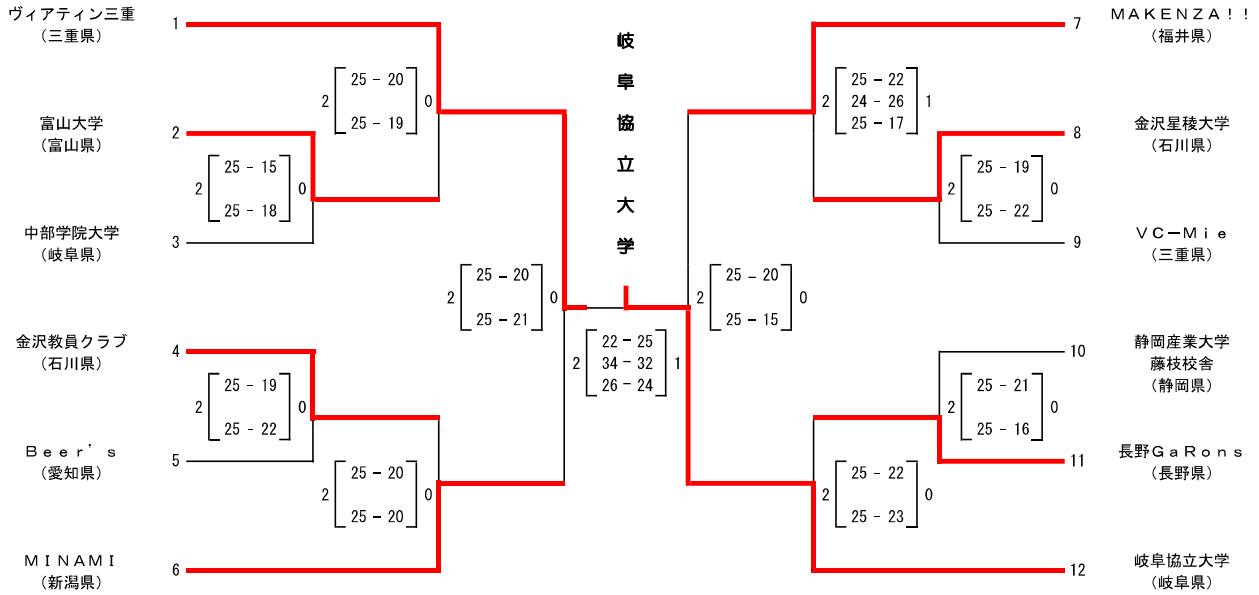 ヴィアティン三重
(三重県)
1
25 - 20
2
0
25 - 19
富山大学
(富山県)
2
25 - 15
2
0
25 - 18
中部学院大学
(岐阜県)
3
25 - 20
2
0
25 - 21
金沢教員クラブ
(石川県)
4
25 - 19
2
0
25 - 22
Beer's
(愛知県)
5
25 - 20
2
0
25 - 20
MINAMI
(新潟県)
6
岐阜協立大学
22 - 25
2
34 - 32
1
26 - 24
7
MAKENZA!!
(福井県)
25 - 22
2
24 - 26
1
25 - 17
8
金沢星稜大学
(石川県)
25 - 19
2
0
25 - 22
9
VC-Mie
(三重県)
25 - 20
2
0
25 - 15
10
静岡産業大学
藤枝校舎
(静岡県)
25 - 21
2
0
25 - 16
11
長野GaRons
(長野県)
25 - 22
2
0
25 - 23
12
岐阜協立大学
(岐阜県)